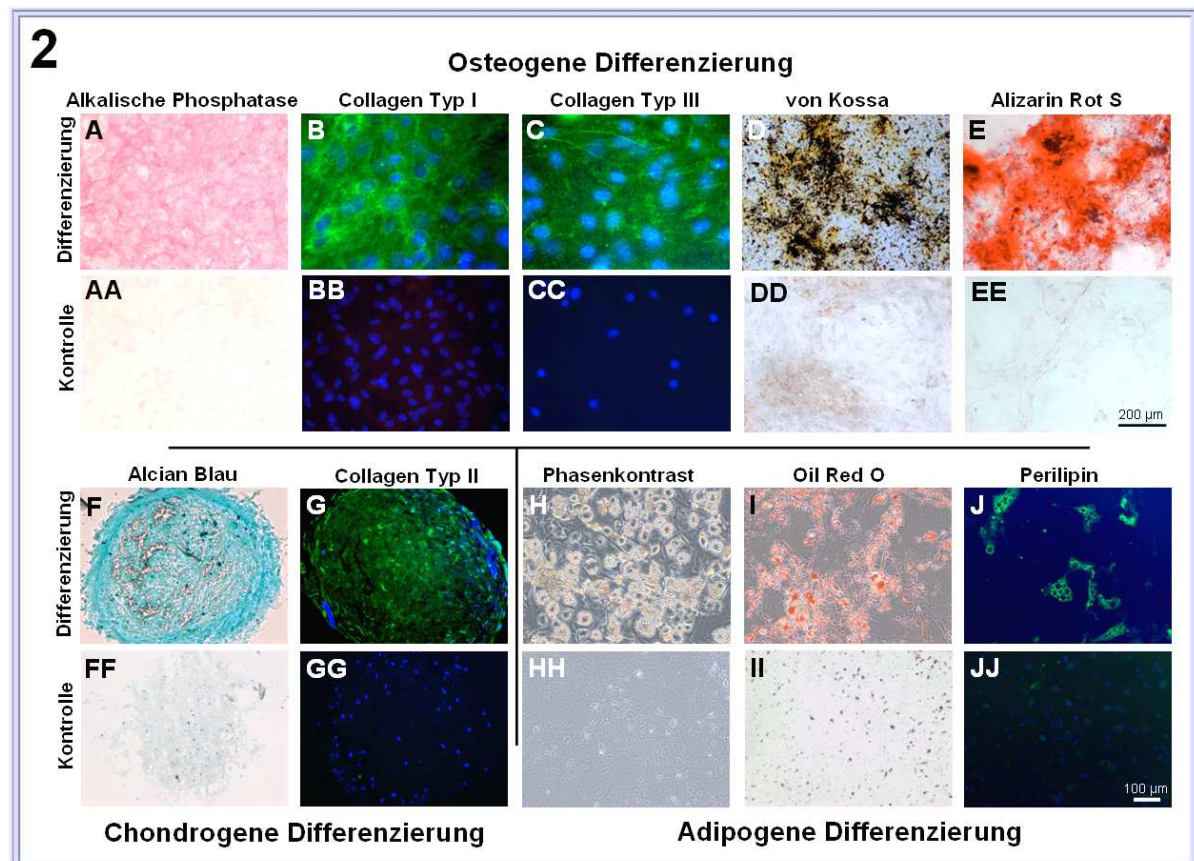 2
Osteogene Differenzierung
Alkalische Phosphatase Collagen Typ I Collagen Typ III von Kossa Alizarin Rot S
Differenzierung
A B C D E
Kontrolle
AA BB CC DD EE
200 µm
Alcian Blau Collagen Typ II Phasenkontrast Oil Red O Perilipin
Differenzierung
F G H I J
Kontrolle
FF GG HH II JJ
100 µm
Chondrogene Differenzierung Adipogene Differenzierung